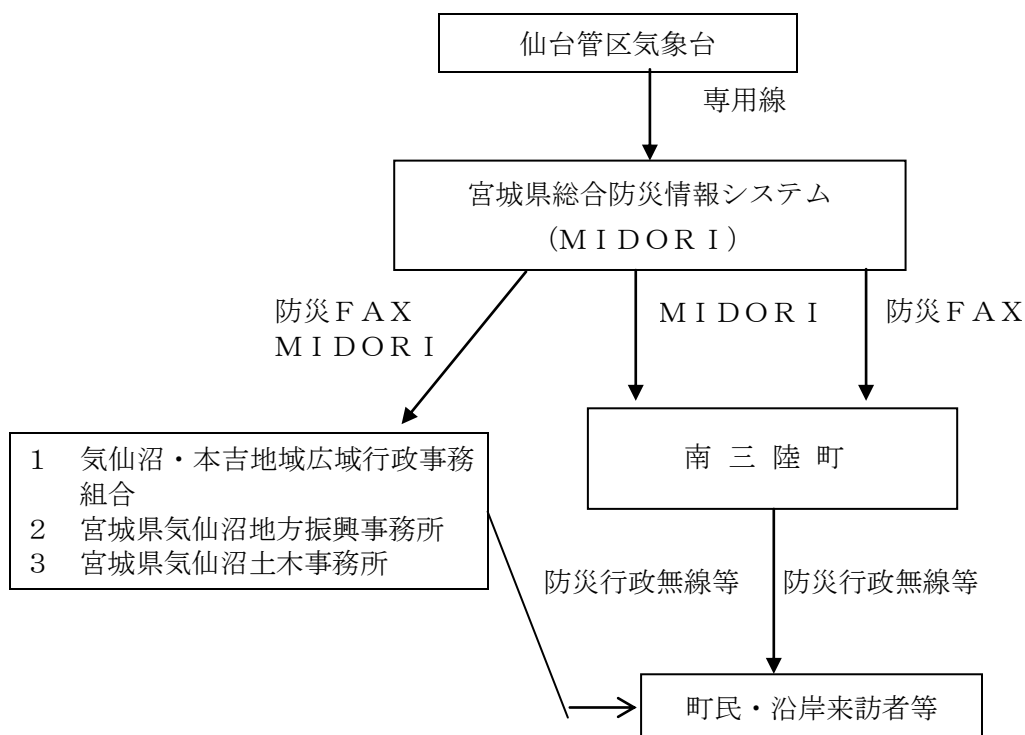 仙台管区気象台
専用線
宮城県総合防災情報システム
(ＭＩＤＯＲＩ)
防災ＦＡＸ
ＭＩＤＯＲＩ
ＭＩＤＯＲＩ
防災ＦＡＸ
1　気仙沼・本吉地域広域行政事務
組合
2　宮城県気仙沼地方振興事務所
3　宮城県気仙沼土木事務所
南 三 陸 町
防災行政無線等
防災行政無線等
町民・沿岸来訪者等